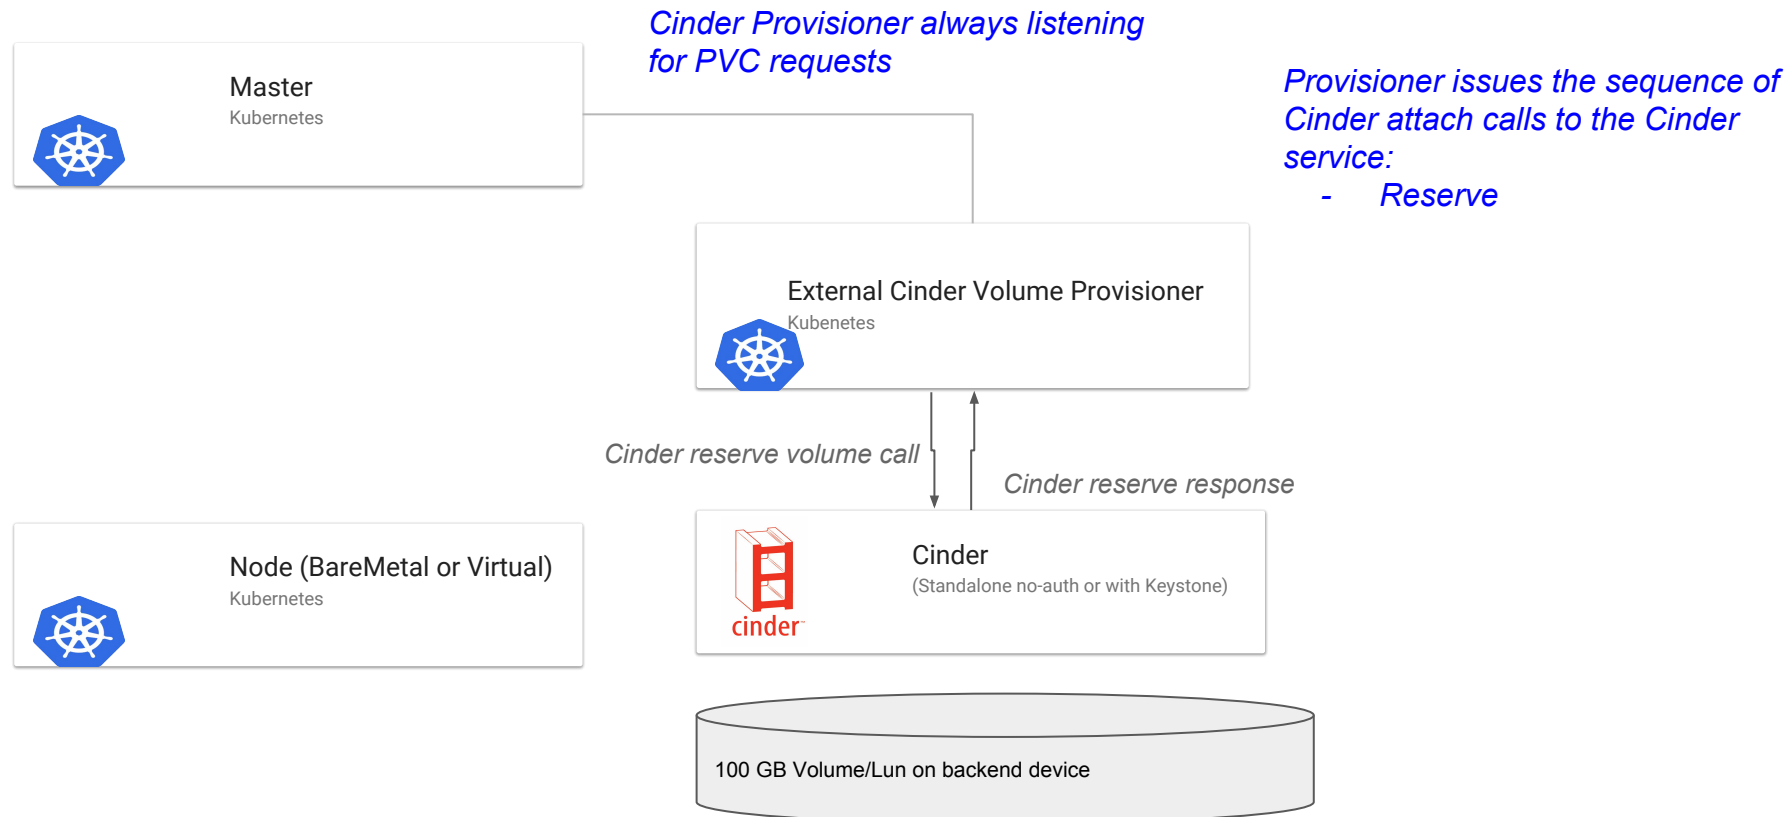 Cinder Provisioner always listening
for PVC requests
Master
Kubernetes
Provisioner issues the sequence of
Cinder attach calls to the Cinder
service:
- Reserve
External Cinder Volume Provisioner
Kubenetes
Cinder reserve volume call
Cinder reserve response
Node (BareMetal or Virtual)
Kubernetes
Cinder
(Standalone no-auth or with Keystone)
cinder
100 GB Volume/Lun on backend device